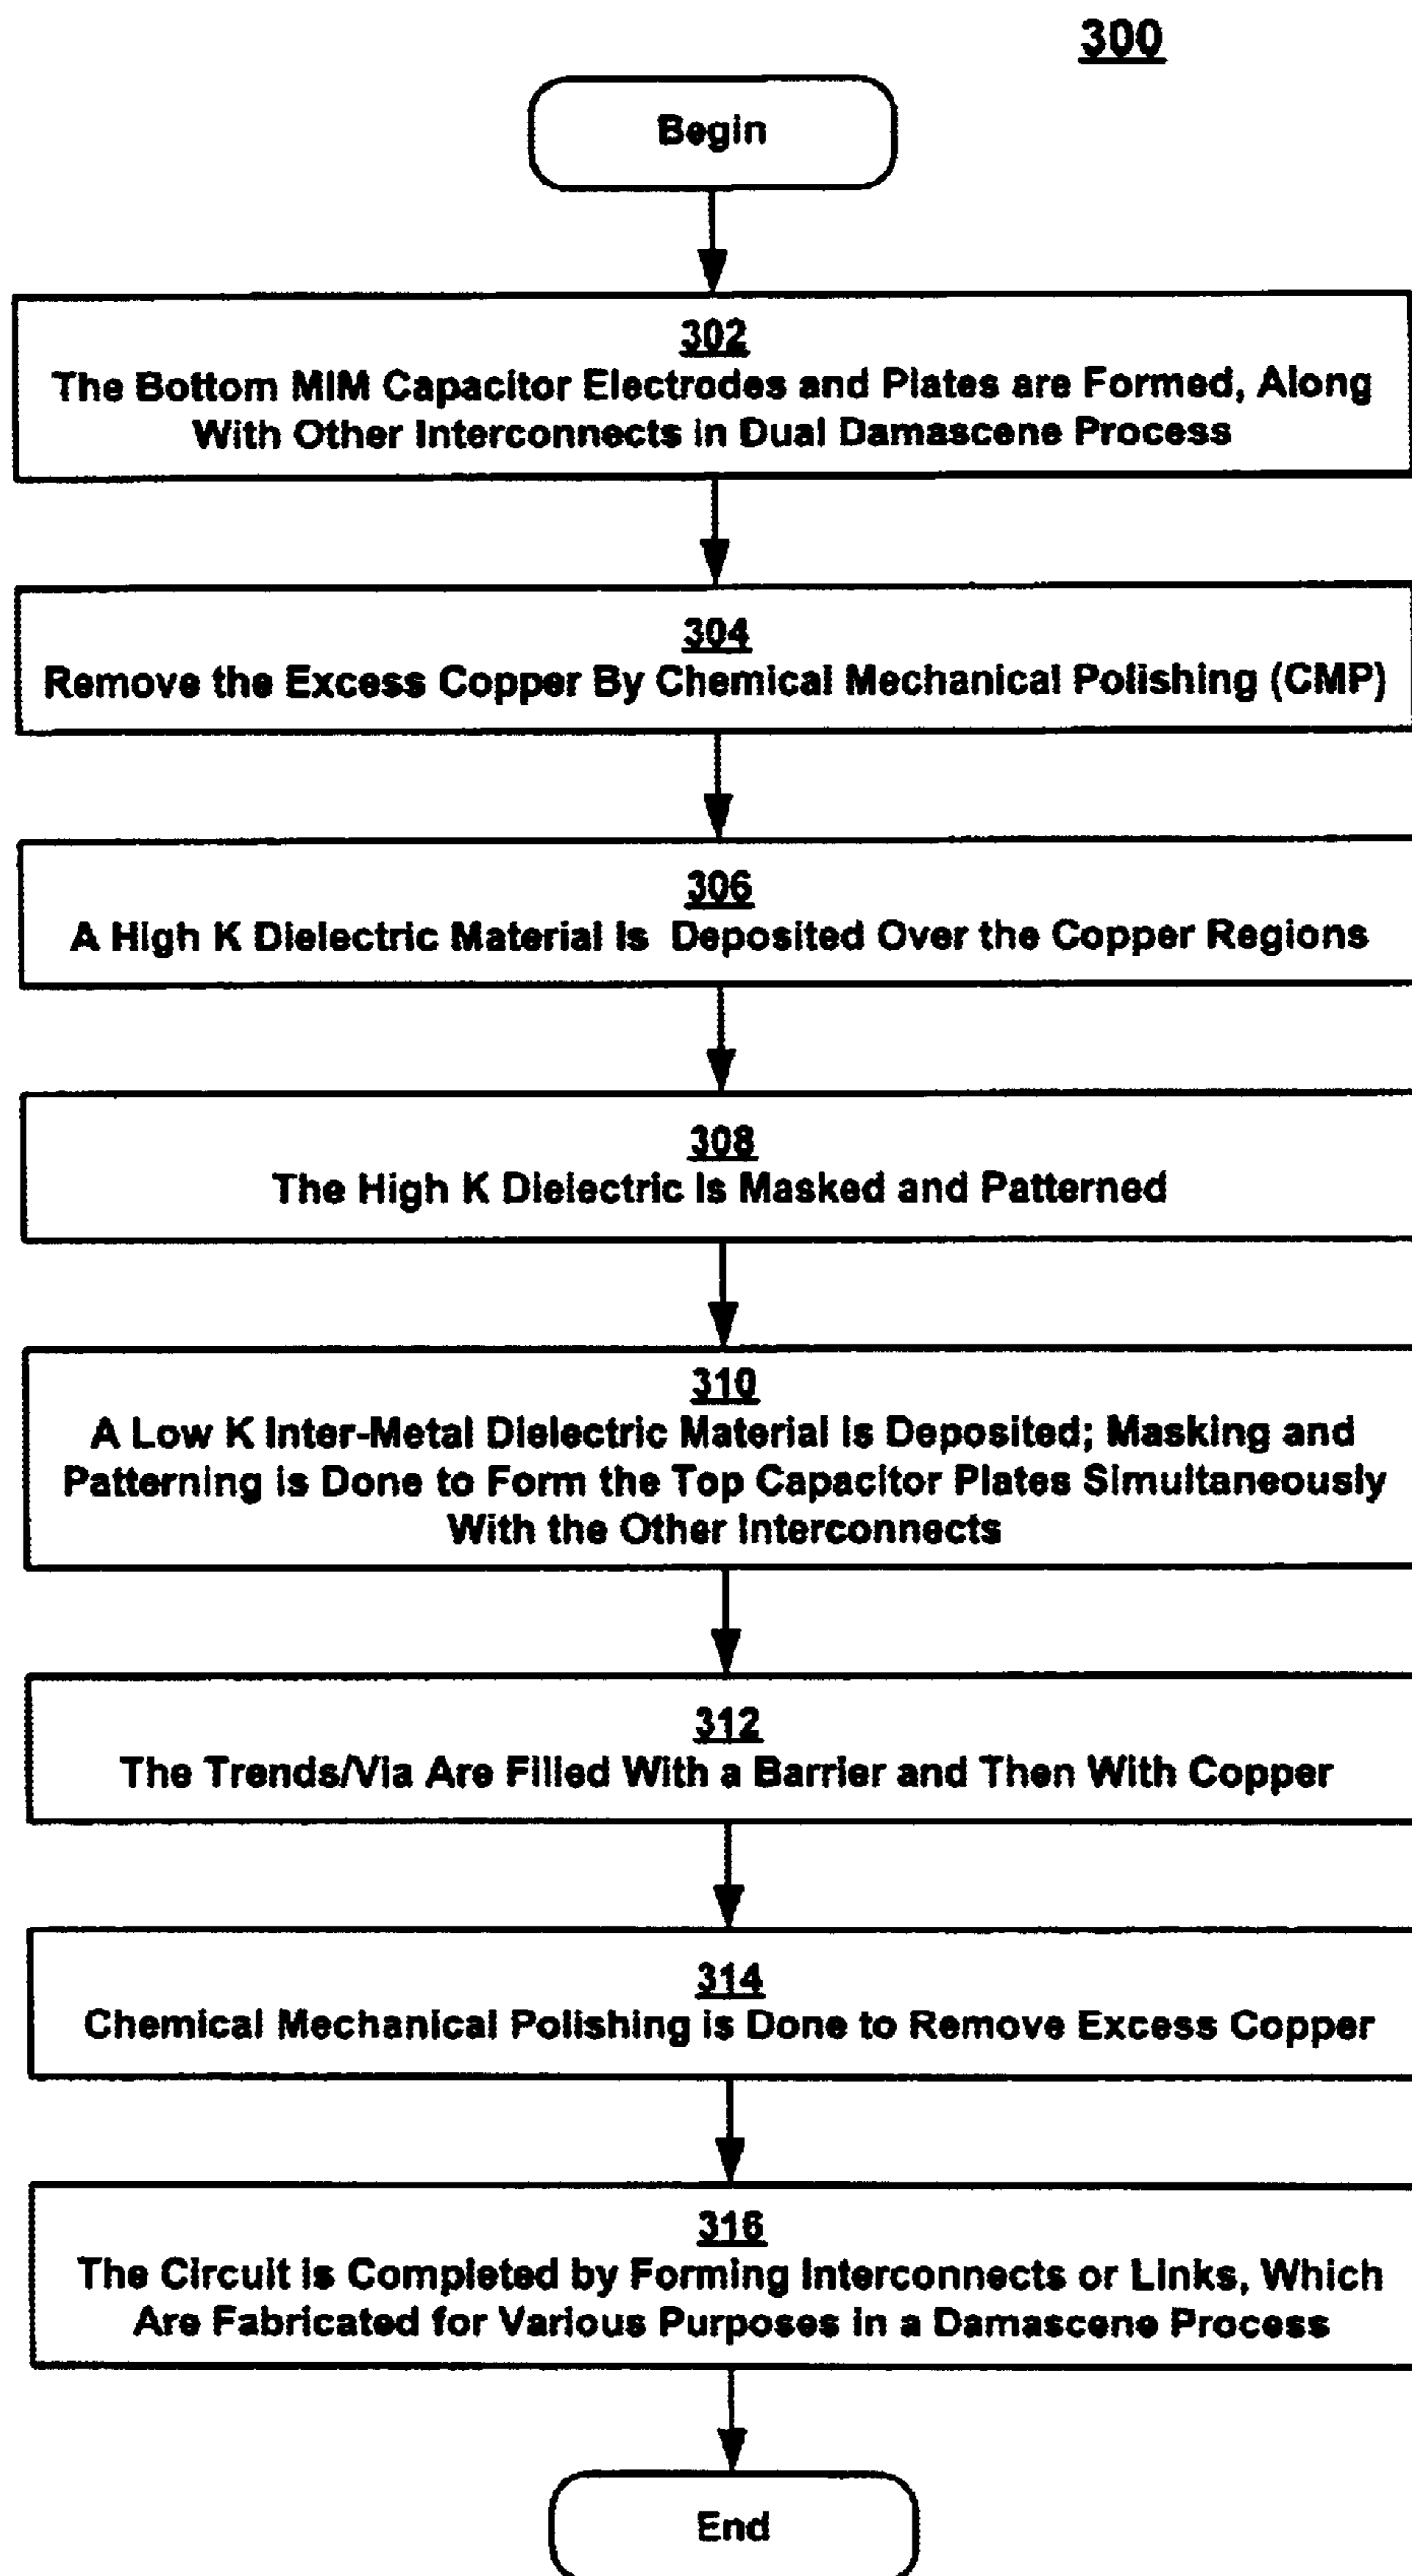 300
Begin
302
The Bottom MIM Capacitor Electrodes and Plates are Formed, Along
With Other Interconnects in Dual Damascene Process
304
Remove the Excess Copper By Chemical Mechanical Polishing (CMP)
306
A High K Dielectric Material is Deposited Over the Copper Regions
308
The High K Dielectric is Masked and Patterned
310
A Low K Inter-Metal Dielectric Material is Deposited; Masking and
Patterning is Done to Form the Top Capacitor Plates Simultaneously
With the Other Interconnects
312
The Trends/Via Are Filled With a Barrier and Then With Copper
314
Chemical Mechanical Polishing is Done to Remove Excess Copper
316
The Circuit is Completed by Forming Interconnects or Links, Which
Are Fabricated for Various Purposes in a Damascene Process
End